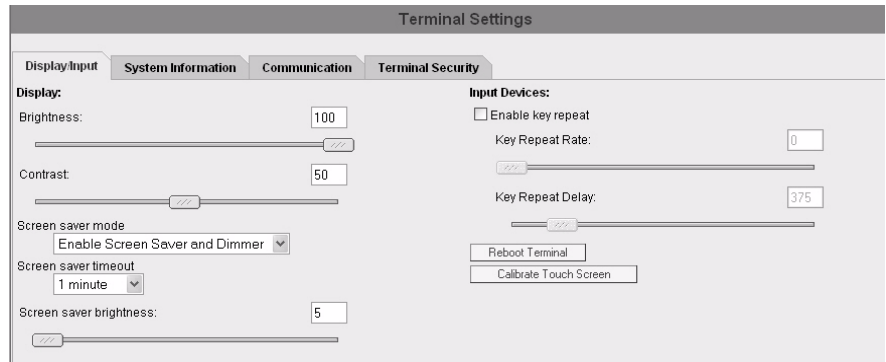 Terminal Settings
Display/Input
System Information
Communication
Terminal Security
Display:
Brightness:
100
Contrast:
50
Screen saver mode
Enable Screen Saver and Dimmer
Screen saver timeout
1 minute
Screen saver brightness:
5
Input Devices:
Enable key repeat
Key Repeat Rate:
0
Key Repeat Delay:
375
Reboot Terminal
Calibrate Touch Screen